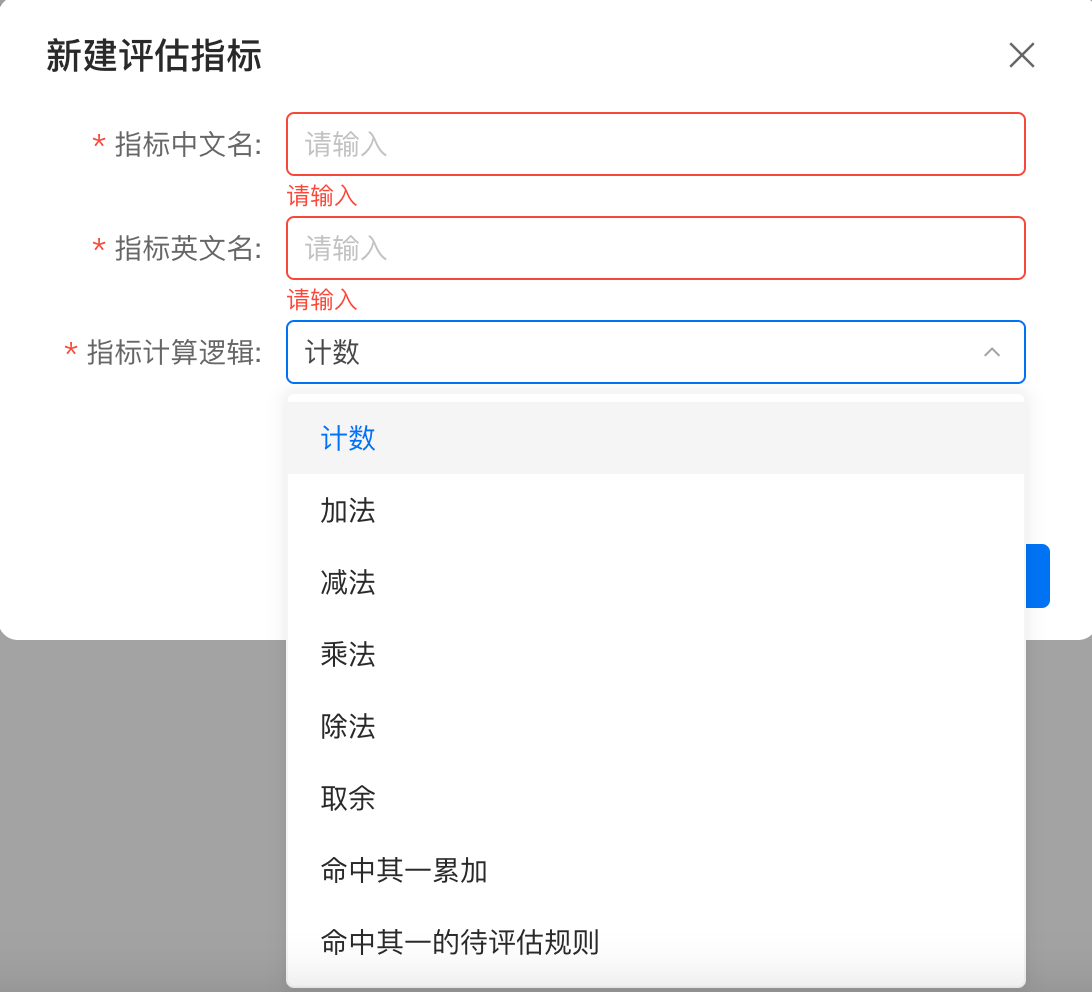 新建评估指标
* 指标中文名: 请输入
请输入
* 指标英文名: 请输入
请输入
* 指标计算逻辑: 计数
计数
加法
减法
乘法
除法
取余
命中其一累加
命中其一的待评估规则